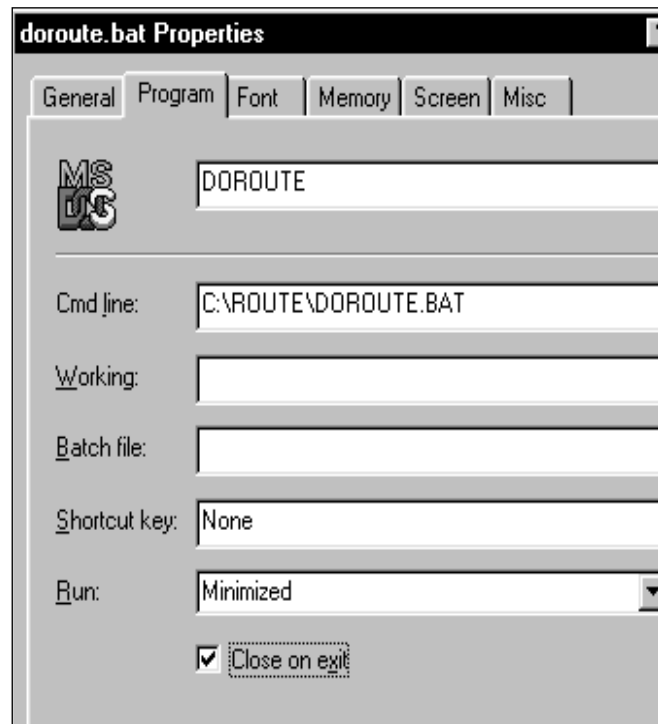 doroute.bat Properties
General Program Font Memory Screen Misc
MS
DOS
DOROUTE
Cmd line: C:\ROUTE\DOROUTE.BAT
Working:
Batch file:
Shortcut key: None
Run: Minimized
Close on exit